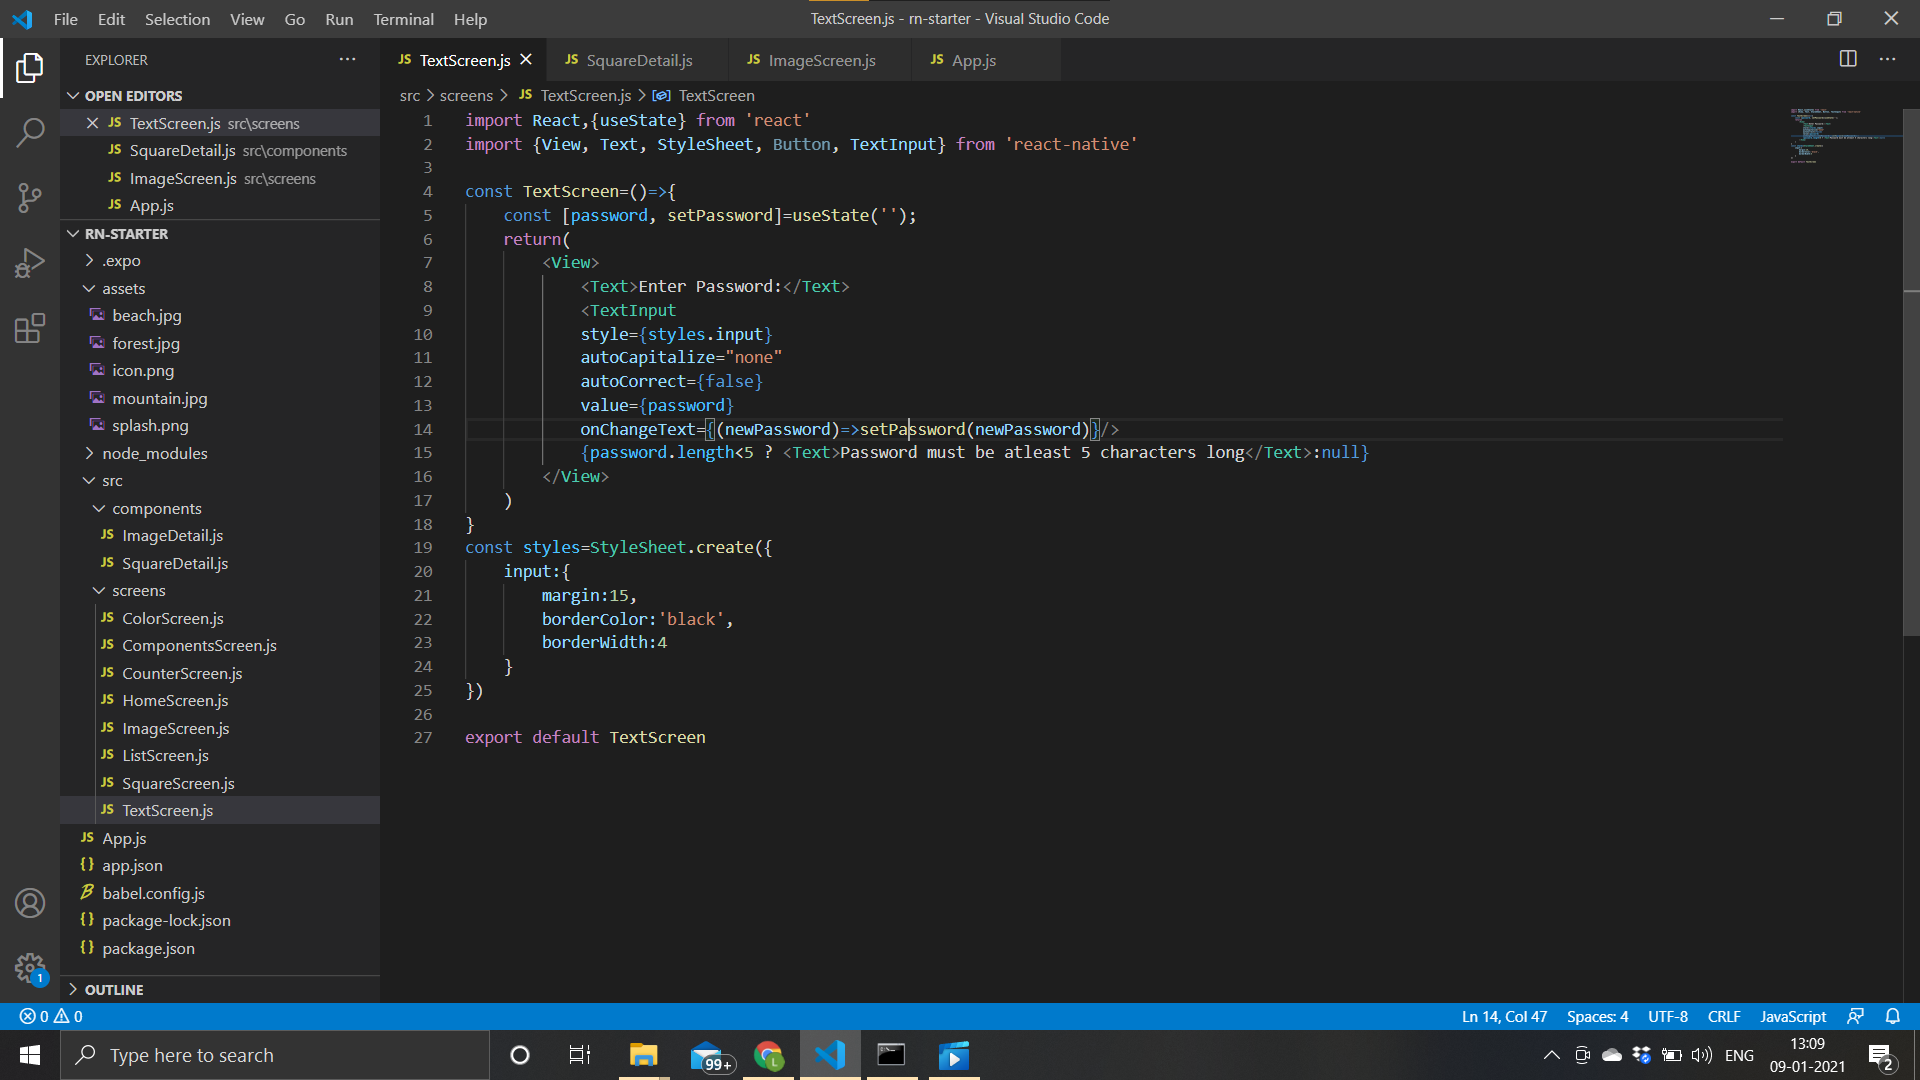 File Edit Selection View Go Run Terminal Help
TextScreen.js - rn-starter - Visual Studio Code
EXPLORER
OPEN EDITORS
JS TextScreen.js src\screens
JS SquareDetail.js src\components
JS ImageScreen.js src\screens
JS App.js
RN-STARTER
.expo
assets
beach.jpg
forest.jpg
icon.png
mountain.jpg
splash.png
node_modules
src
components
JS ImageDetail.js
JS SquareDetail.js
screens
JS ColorScreen.js
JS ComponentsScreen.js
JS CounterScreen.js
JS HomeScreen.js
JS ImageScreen.js
JS ListScreen.js
JS SquareScreen.js
JS TextScreen.js
JS App.js
{} app.json
babel.config.js
{} package-lock.json
{} package.json
OUTLINE
1
JS TextScreen.js JS SquareDetail.js JS ImageScreen.js JS App.js
src > screens > JS TextScreen.js > TextScreen
1 import React,{useState} from 'react'
2 import {View, Text, StyleSheet, Button, TextInput} from 'react-native'
3
4 const TextScreen=()=>{
5 const [password, setPassword]=useState('');
6 return(
7 <View>
8 <Text>Enter Password:</Text>
9 <TextInput
10 style={styles.input}
11 autoCapitalize="none"
12 autoCorrect={false}
13 value={password}
14 onChangeText={(newPassword)=>setPassword(newPassword)}/>
15 {password.length<5 ? <Text>Password must be atleast 5 characters long</Text>:null}
16 </View>
17 )
18 }
19 const styles=StyleSheet.create({
20 input:{
21 margin:15,
22 borderColor:'black',
23 borderWidth:4
24 }
25 })
26
27 export default TextScreen
0 0
Ln 14, Col 47 Spaces: 4 UTF-8 CRLF JavaScript
Type here to search
99+
L
ENG
13:09
09-01-2021
2